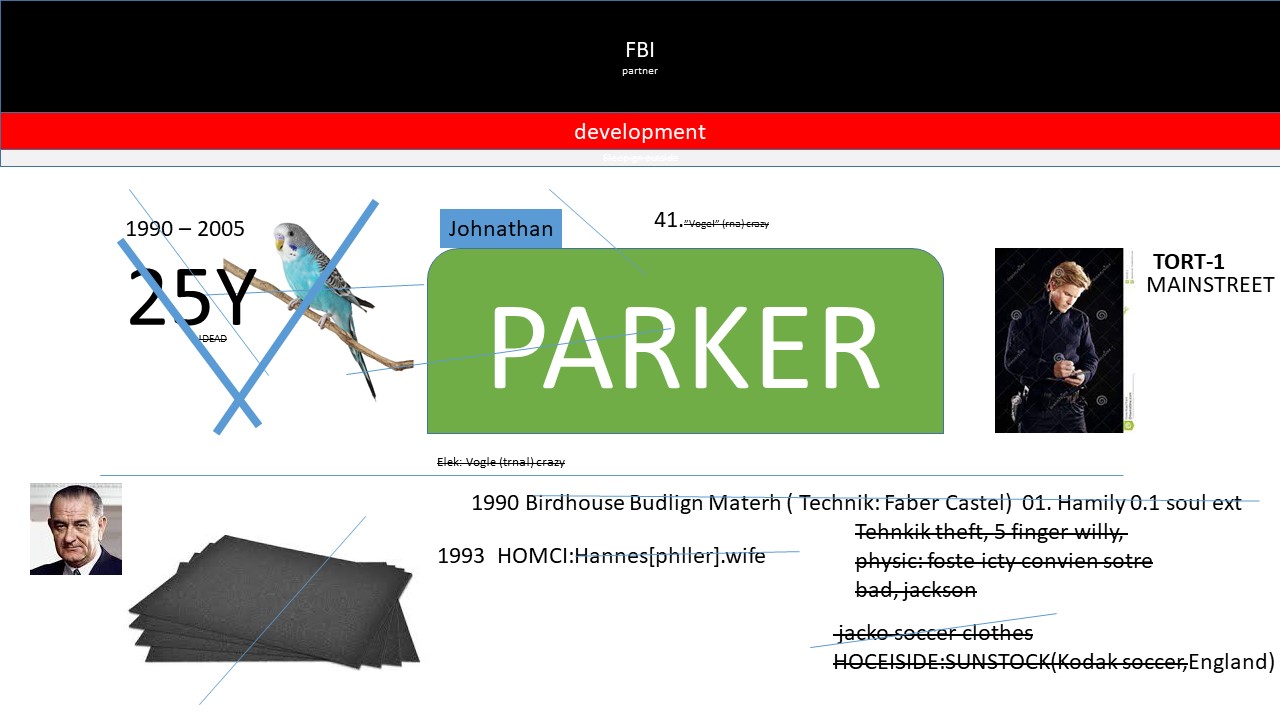 FBI
partner
development
1990 – 2005
Johnathan
41."Vogel" (rna) crazy
25Y
!DEAD
PARKER
TORT-1
MAINSTREET
Elek: Vogle (trnal) crazy
1990 Birdhouse Budlign Materh ( Technik: Faber Castel) 01. Hamily 0.1 soul ext
Tehnkik theft, 5 finger willy,
1993 HOMCI:Hannes[phller].wife
physic: foste icty convien sotre
bad, jackson
jacko soccer clothes
HOCEISIDE:SUNSTOCK(Kodak soccer,England)